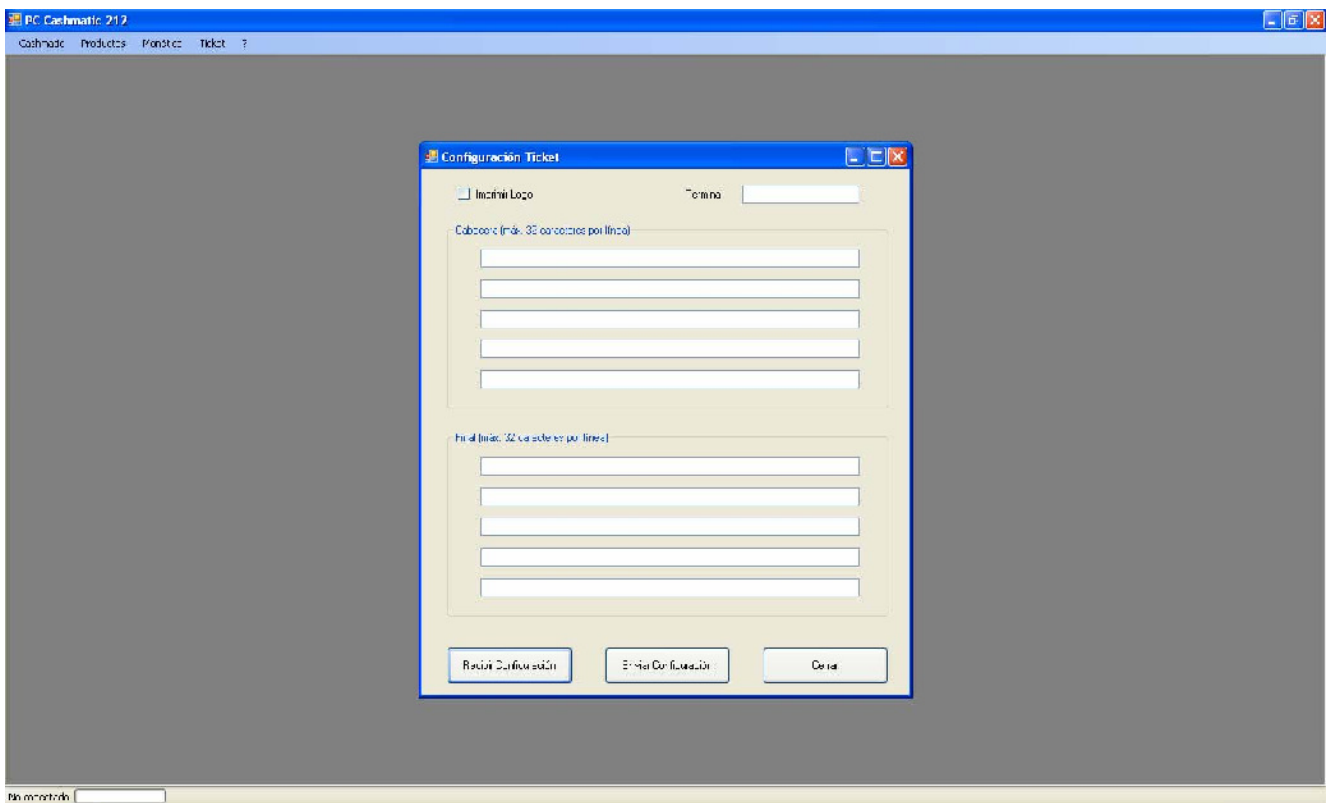 PC Cashmatic 212
Cashmatic Productos Monético Ticket ?
Configuración Ticket
Imprimir Logo Terminal
Cabecera (máx. 32 caracteres por línea)
Final (máx. 32 caracteres por línea)
Recibir Configuración Enviar Configuración Cerrar
No conectado